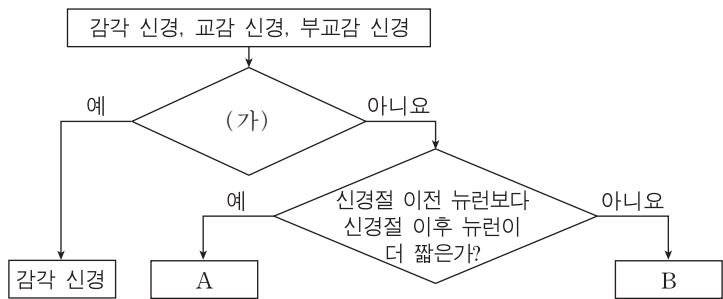 감각 신경, 교감 신경, 부교감 신경
예
(가)
아니요
예
신경절 이전 뉴런보다
신경절 이후 뉴런이
더 짧은가?
아니요
감각 신경
A
B